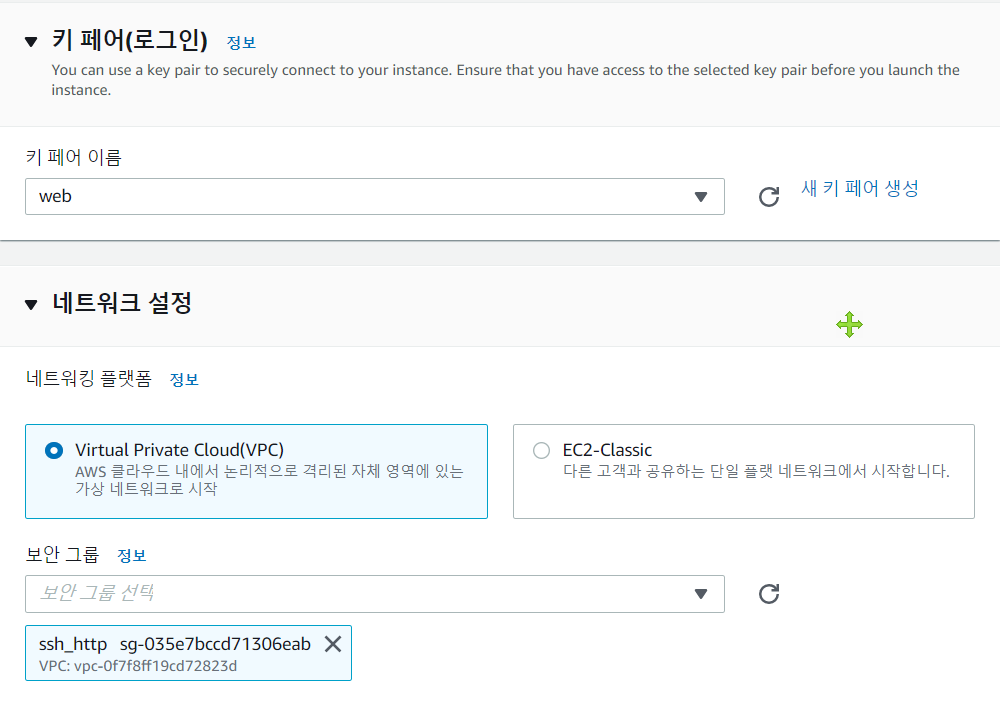 키 페어(로그인) 정보
You can use a key pair to securely connect to your instance. Ensure that you have access to the selected key pair before you launch the
instance.
키 페어 이름
web
새 키 페어 생성
네트워크 설정
네트워킹 플랫폼 정보
Virtual Private Cloud(VPC)
AWS 클라우드 내에서 논리적으로 격리된 자체 영역에 있는
가상 네트워크로 시작
EC2-Classic
다른 고객과 공유하는 단일 플랫 네트워크에서 시작합니다.
보안 그룹 정보
보안 그룹 선택
ssh_http sg-035e7bccd71306eab
VPC: vpc-0f7f8ff19cd72823d